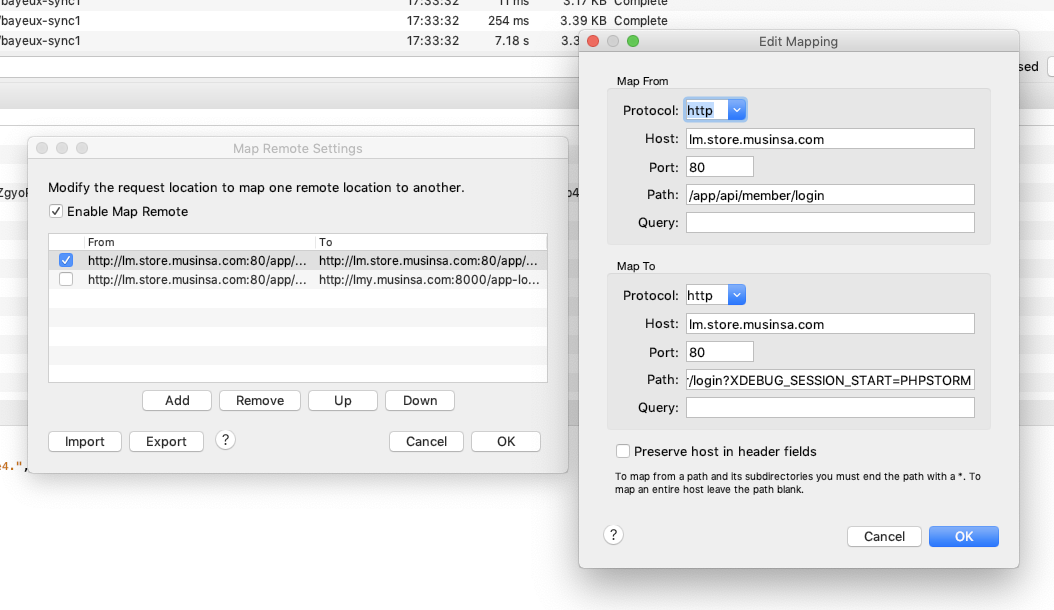 /bayeux-sync1 17:33:32 11 ms 3.17 KB Complete
/bayeux-sync1 17:33:32 254 ms 3.39 KB Complete
/bayeux-sync1 17:33:32 7.18 s 3.3
Edit Mapping
sed
Map From
Protocol: http
Host: lm.store.musinsa.com
Port: 80
Path: /app/api/member/login
Query:
Map To
Protocol: http
Host: lm.store.musinsa.com
Port: 80
Path: r/login?XDEBUG_SESSION_START=PHPSTORM
Query:
Preserve host in header fields
To map from a path and its subdirectories you must end the path with a *. To
map an entire host leave the path blank.
?
Cancel
OK
Map Remote Settings
Modify the request location to map one remote location to another.
Enable Map Remote
From To
http://lm.store.musinsa.com:80/app/... http://lm.store.musinsa.com:80/app/...
http://lm.store.musinsa.com:80/app/... http://lmy.musinsa.com:8000/app-lo...
Add
Remove
Up
Down
Import
Export
?
Cancel
OK
e4.",